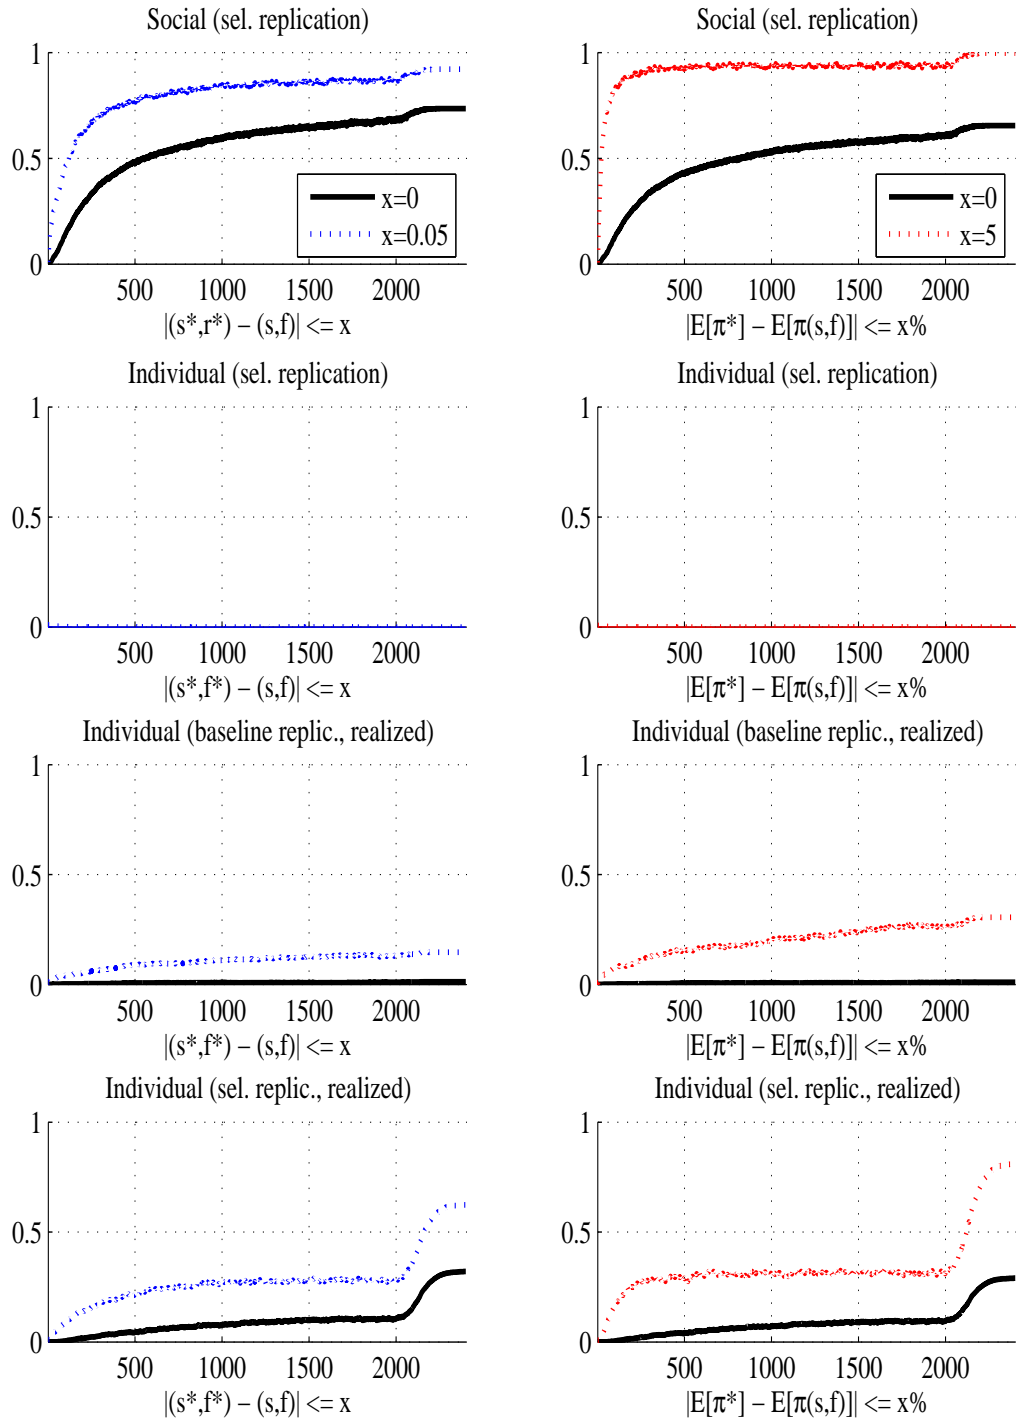 Social (sel. replication)
1
0.5
0
x=0
x=0.05
500 1000 1500 2000
|(s*,r*) − (s,f)| <= x
Social (sel. replication)
1
0.5
0
x=0
x=5
500 1000 1500 2000
|E[π*] − E[π(s,f)]| <= x%
Individual (sel. replication)
1
0.5
0
500 1000 1500 2000
|(s*,f*) − (s,f)| <= x
Individual (sel. replication)
1
0.5
0
500 1000 1500 2000
|E[π*] − E[π(s,f)]| <= x%
Individual (baseline replic., realized)
1
0.5
0
500 1000 1500 2000
|(s*,f*) − (s,f)| <= x
Individual (baseline replic., realized)
1
0.5
0
500 1000 1500 2000
|E[π*] − E[π(s,f)]| <= x%
Individual (sel. replic., realized)
1
0.5
0
500 1000 1500 2000
|(s*,f*) − (s,f)| <= x
Individual (sel. replic., realized)
1
0.5
0
500 1000 1500 2000
|E[π*] − E[π(s,f)]| <= x%